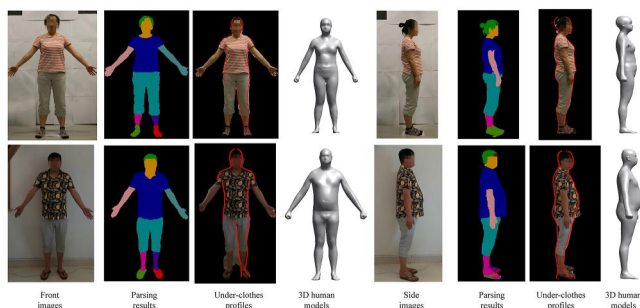 Front images
Parsing results
Under-clothes profiles
3D human models
Side images
Parsing results
Under-clothes profiles
3D human models